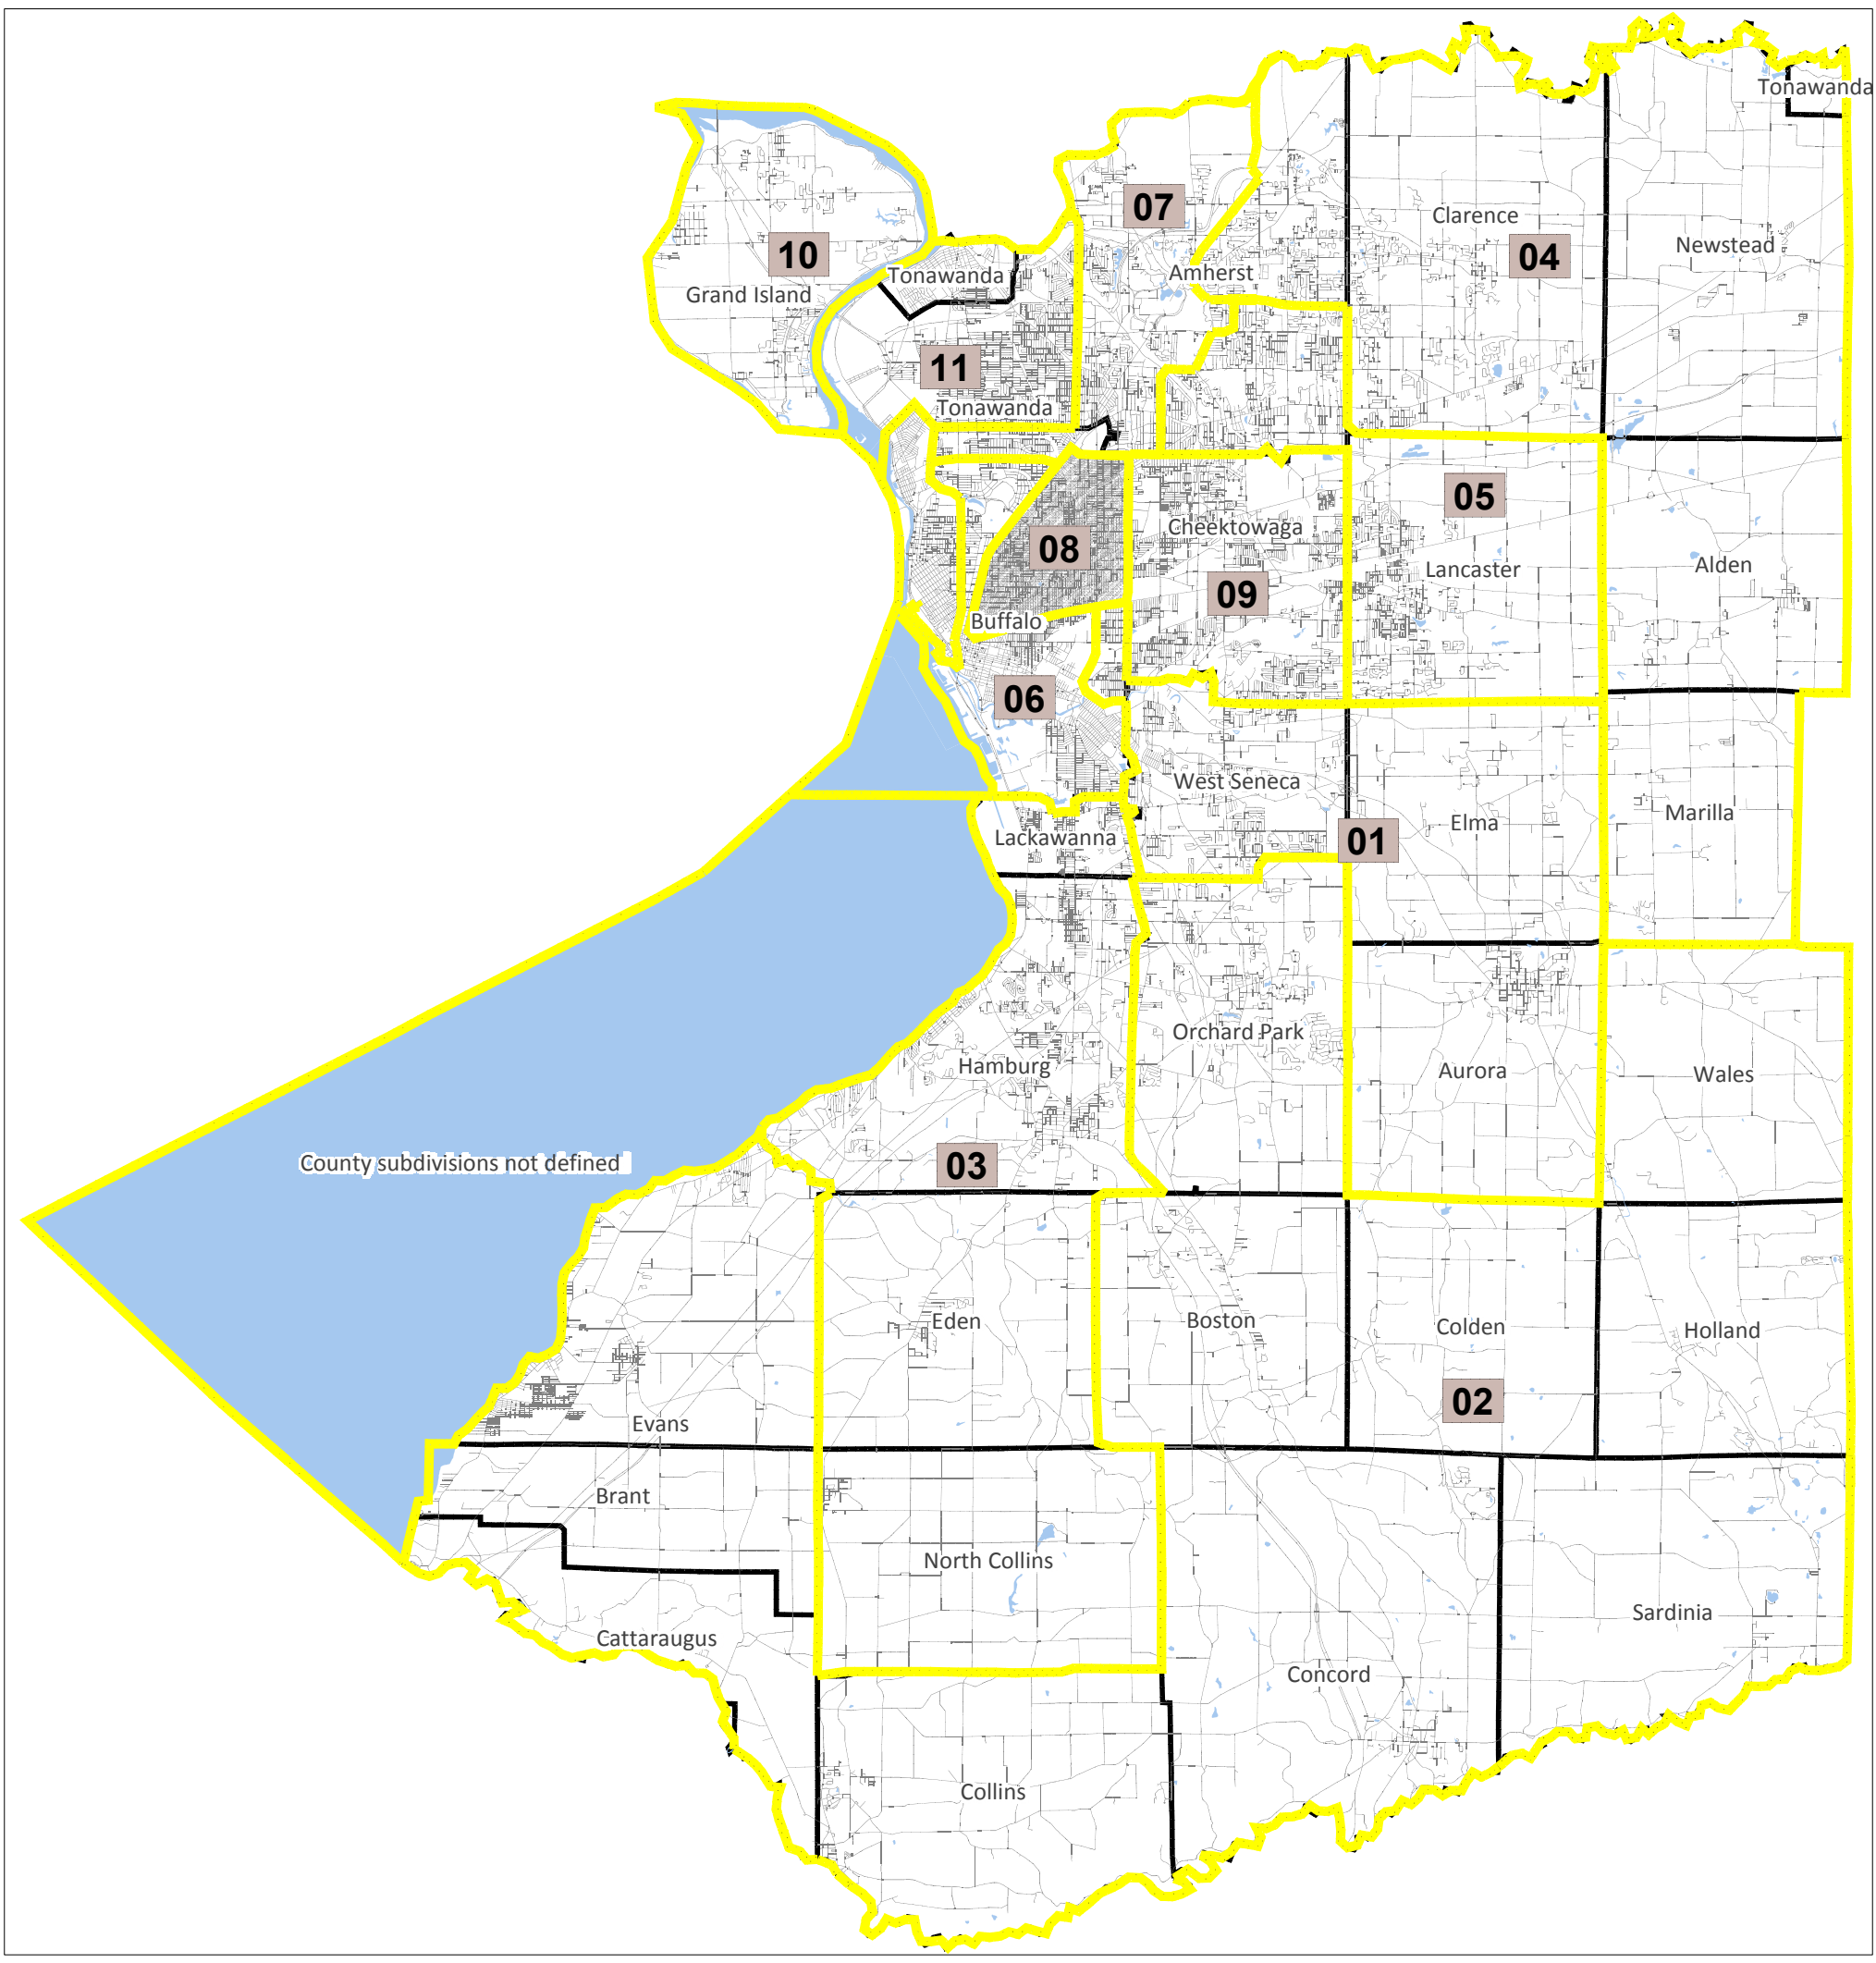 Tonawanda
07
Clarence
10
04
Newstead
Amherst
Tonawanda
Grand Island
11
Tonawanda
05
Cheektowaga
08
Alden
Lancaster
09
Buffalo
06
West Seneca
Marilla
Elma
01
Lackawanna
Orchard Park
Hamburg
Aurora
Wales
County subdivisions not defined
03
Eden
Boston
Colden
Holland
02
Evans
Brant
North Collins
Sardinia
Cattaraugus
Concord
Collins